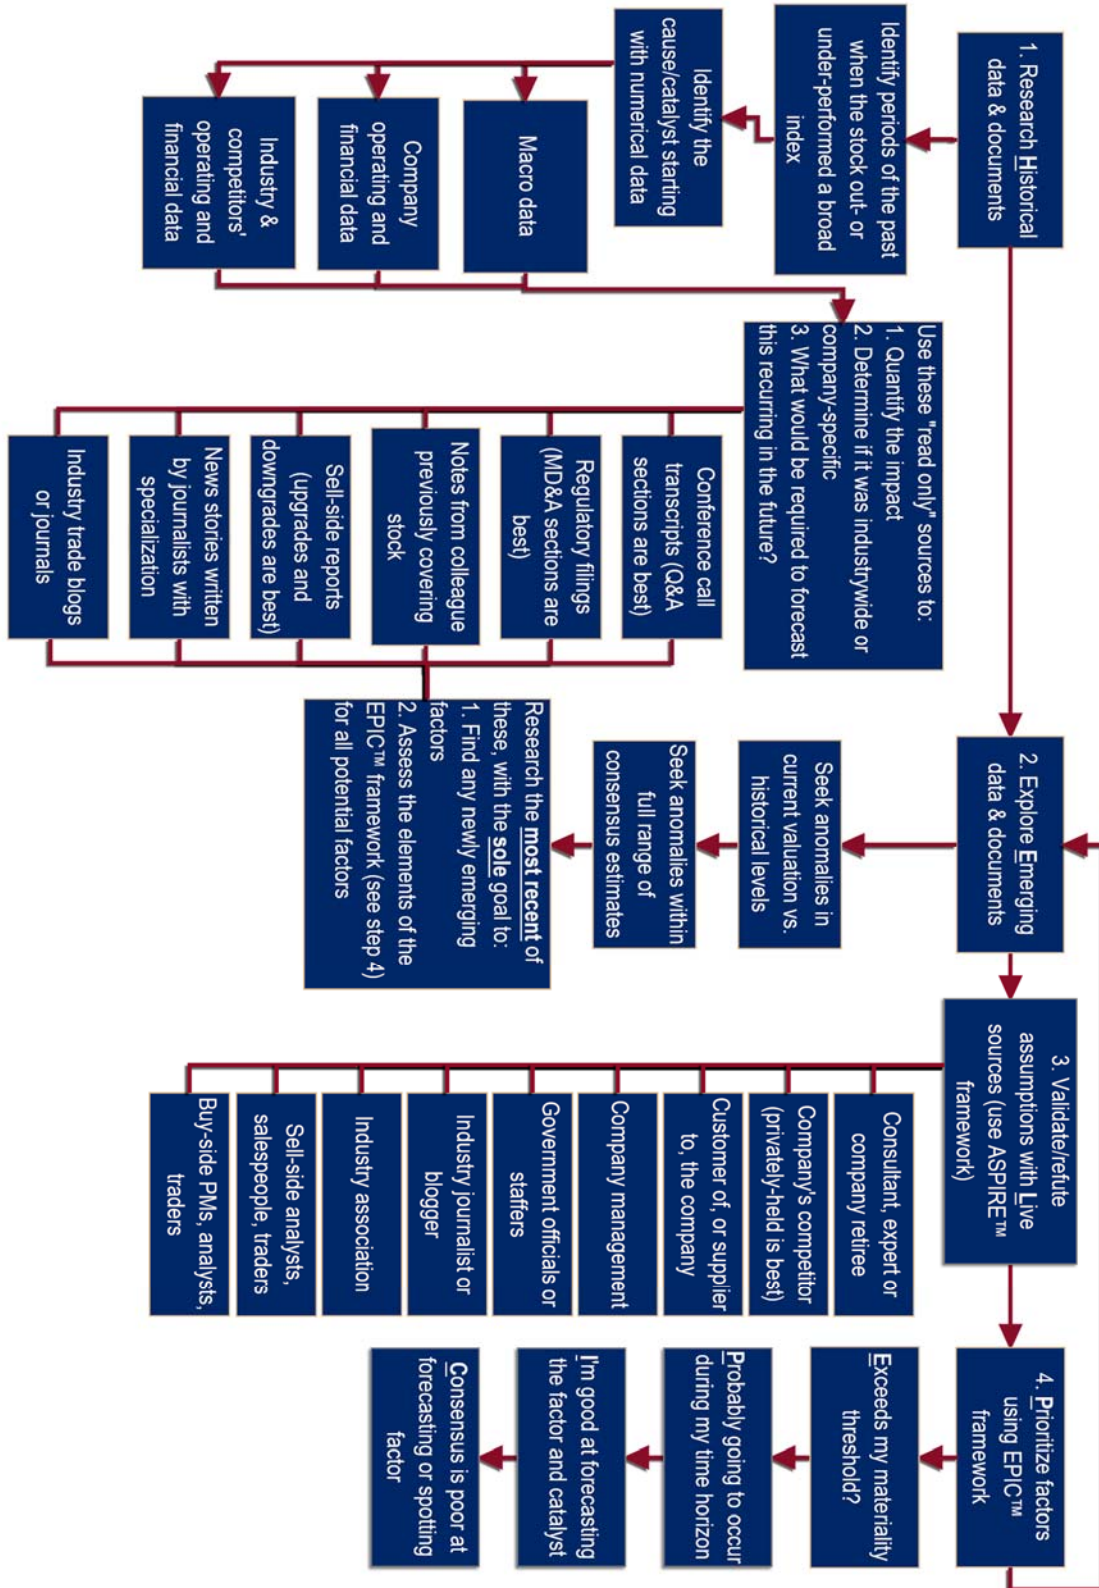 1. Research Historical
data & documents
Identify periods of the past
when the stock out- or
under-performed a broad
index
Identify the
cause/catalyst starting
with numerical data
Macro data
Company
operating and
financial data
Industry &
competitors'
operating and
financial data
Use these "read only" sources to:
1. Quantify the impact
2. Determine if it was industrywide or
company-specific
3. What would be required to forecast
this recurring in the future?
Conference call
transcripts (Q&A
sections are best)
Regulatory filings
(MD&A sections are
best)
Notes from colleague
previously covering
stock
Sell-side reports
(upgrades and
downgrades are best)
News stories written
by journalists with
specialization
Industry trade blogs
or journals
2. Explore Emerging
data & documents
Seek anomalies in
current valuation vs.
historical levels
Seek anomalies within
full range of
consensus estimates
Research the most recent of
these, with the sole goal to:
1. Find any newly emerging
factors
2. Assess the elements of the
EPIC™ framework (see step 4)
for all potential factors
3. Validate/refute
assumptions with Live
sources (use ASPIRE™
framework)
Consultant, expert or
company retiree
Company's competitor
(privately-held is best)
Customer of, or supplier
to, the company
Company management
Government officials or
staffers
Industry journalist or
blogger
Industry association
Sell-side analysts,
salespeople, traders
Buy-side PMs, analysts,
traders
4. Prioritize factors
using EPIC™
framework
Exceeds my materiality
threshold?
Probably going to occur
during my time horizon
I'm good at forecasting
the factor and catalyst
Consensus is poor at
forecasting or spotting
factor